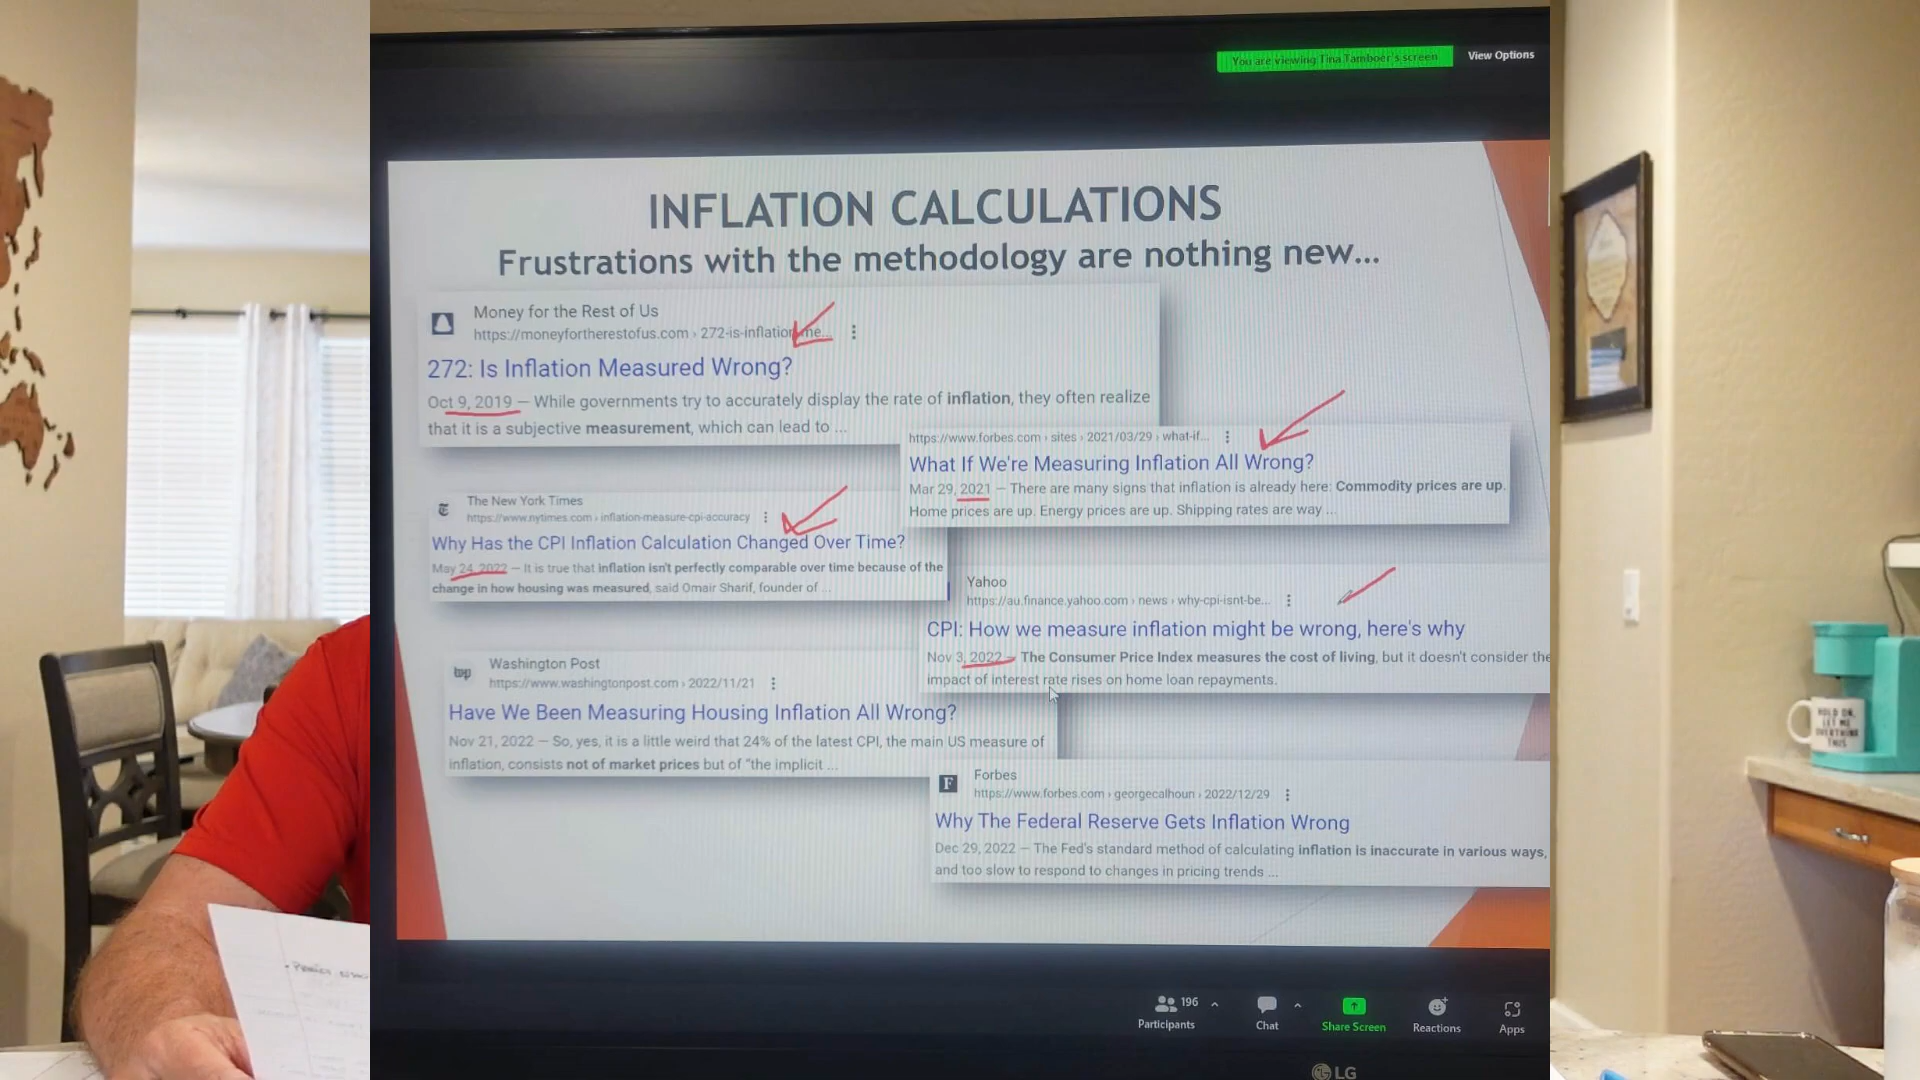 You are viewing Tina Tamboer's screen
View Options
INFLATION CALCULATIONS
Frustrations with the methodology are nothing new...
Money for the Rest of Us
https://moneyfortherestofus.com › 272-is-inflation-me...
272: Is Inflation Measured Wrong?
Oct 9, 2019 — While governments try to accurately display the rate of inflation, they often realize
that it is a subjective measurement, which can lead to ...
https://www.forbes.com › sites › 2021/03/29 › what-if...
What If We're Measuring Inflation All Wrong?
Mar 29, 2021 — There are many signs that inflation is already here: Commodity prices are up.
Home prices are up. Energy prices are up. Shipping rates are way ...
The New York Times
https://www.nytimes.com › inflation-measure-cpi-accuracy
Why Has the CPI Inflation Calculation Changed Over Time?
May 24, 2022 — It is true that inflation isn't perfectly comparable over time because of the
change in how housing was measured, said Omair Sharif, founder of ...
Yahoo
https://au.finance.yahoo.com › news › why-cpi-isnt-be...
CPI: How we measure inflation might be wrong, here's why
Nov 3, 2022 — The Consumer Price Index measures the cost of living, but it doesn't consider the
impact of interest rate rises on home loan repayments.
wp
Washington Post
https://www.washingtonpost.com › 2022/11/21
Have We Been Measuring Housing Inflation All Wrong?
Nov 21, 2022 — So, yes, it is a little weird that 24% of the latest CPI, the main US measure of
inflation, consists not of market prices but of "the implicit ...
F
Forbes
https://www.forbes.com › georgecalhoun › 2022/12/29
Why The Federal Reserve Gets Inflation Wrong
Dec 29, 2022 — The Fed's standard method of calculating inflation is inaccurate in various ways,
and too slow to respond to changes in pricing trends ...
196
Participants
Chat
Share Screen
Reactions
Apps
LG
HOLD ON,
LET ME
OVERTHINK
THIS